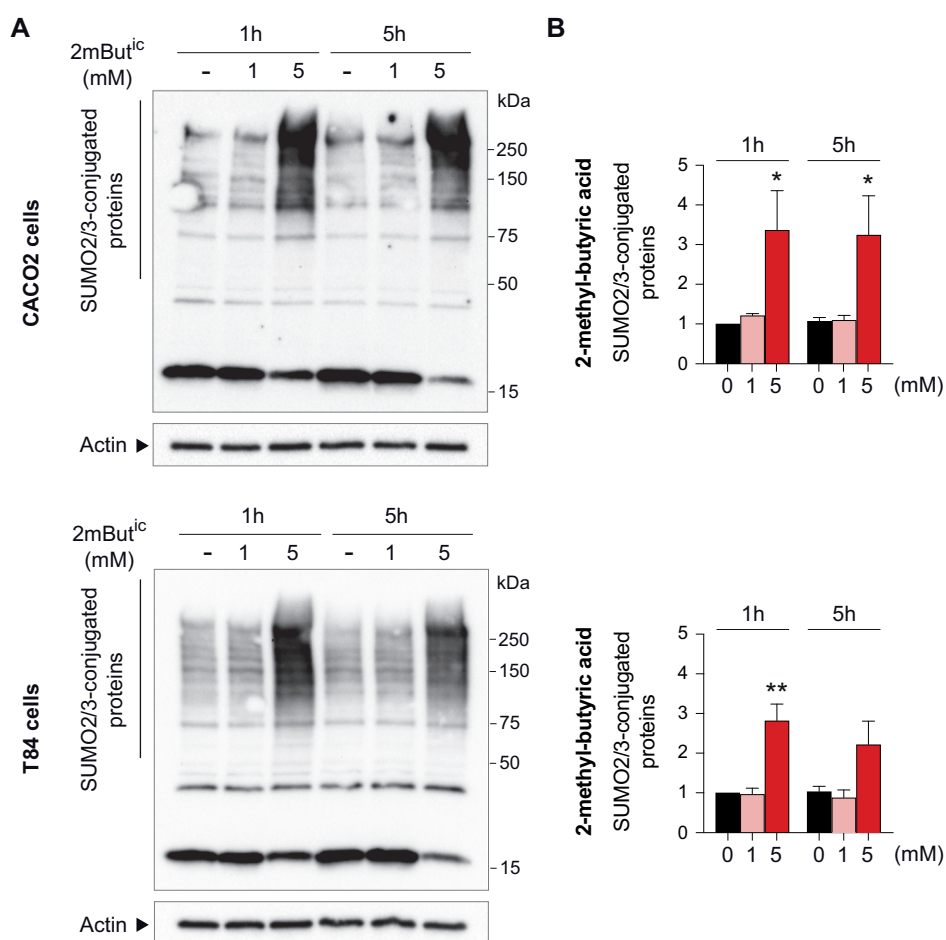 A
1h 5h
2mButic
(mM)
- 1 5 - 1 5
kDa
250
150
75
50
15
SUMO2/3-conjugated
proteins
CACO2 cells
Actin ►
1h 5h
2mButic
(mM)
- 1 5 - 1 5
kDa
250
150
75
50
15
SUMO2/3-conjugated
proteins
T84 cells
Actin ►
B
1h 5h
2-methyl-butyric acid
SUMO2/3-conjugated
proteins
5
4
3
2
1
0
* *
0 1 5 0 1 5 (mM)
1h 5h
2-methyl-butyric acid
SUMO2/3-conjugated
proteins
5
4
3
2
1
0
**
0 1 5 0 1 5 (mM)